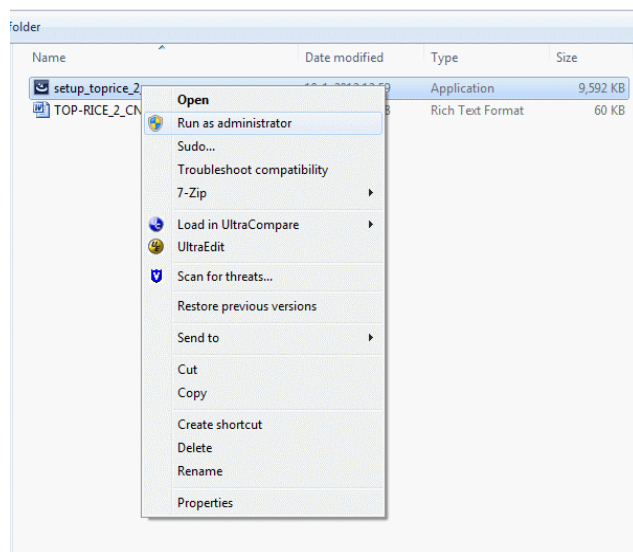 folder
Name Date modified Type Size
setup_toprice_2 Application 9,592 KB
TOP-RICE_2_CN Rich Text Format 60 KB
Open
Run as administrator
Sudo...
Troubleshoot compatibility
7-Zip
Load in UltraCompare
UltraEdit
Scan for threats...
Restore previous versions
Send to
Cut
Copy
Create shortcut
Delete
Rename
Properties